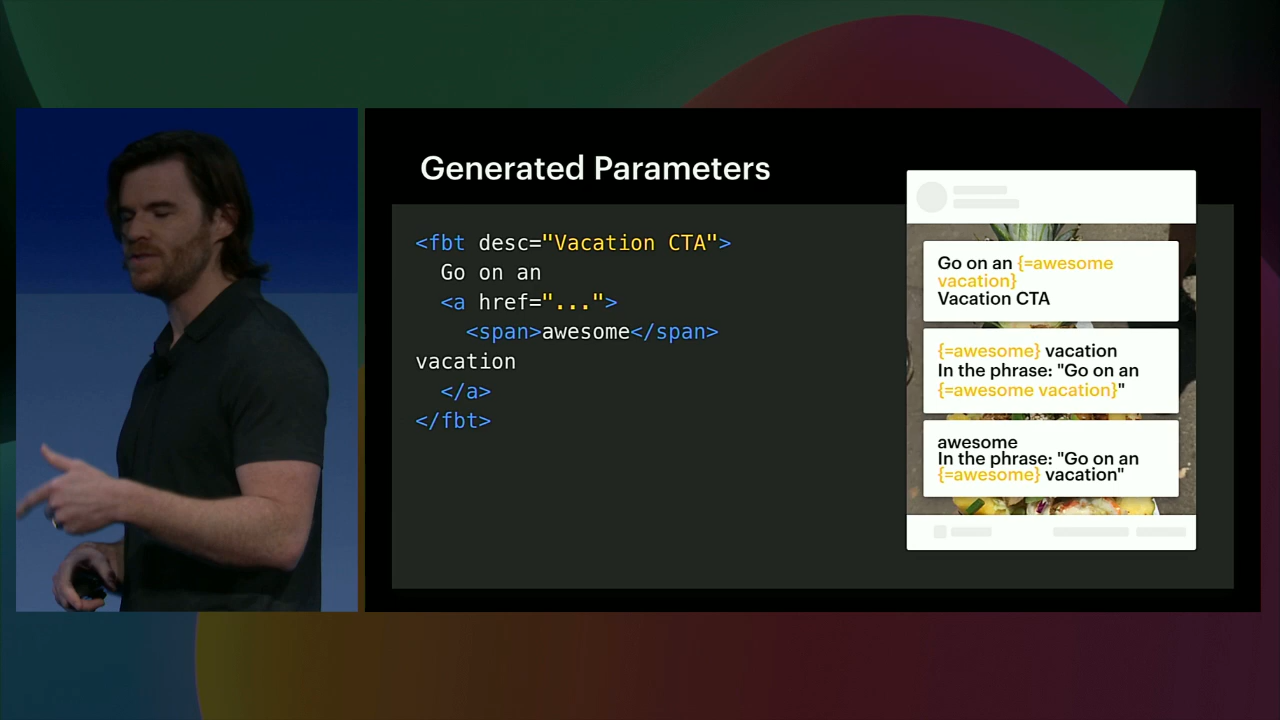 Generated Parameters
<fbt desc="Vacation CTA">
Go on an
<a href="...">
<span>awesome</span>
vacation
</a>
</fbt>
Go on an {=awesome
vacation}
Vacation CTA
{=awesome} vacation
In the phrase: "Go on an
{=awesome vacation}"
awesome
In the phrase: "Go on an
{=awesome} vacation"